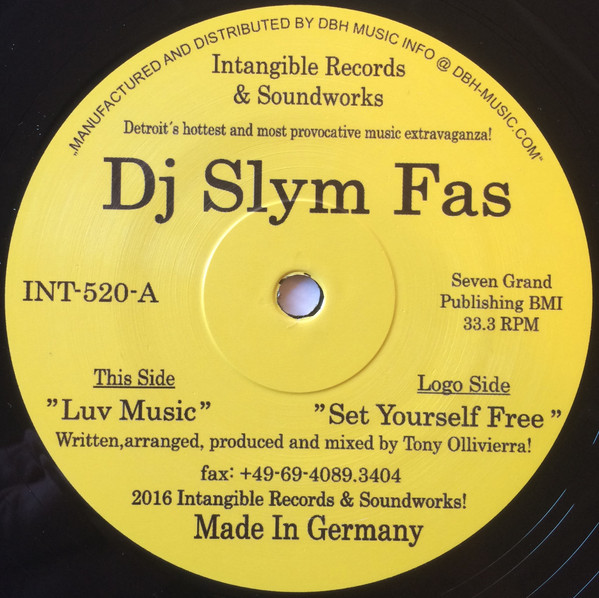 „MANUFACTURED AND DISTRIBUTED BY DBH MUSIC INFO @ DBH-MUSIC.COM"
Intangible Records
& Soundworks
Detroit´s hottest and most provocative music extravaganza!
Dj Slym Fas
INT-520-A
Seven Grand
Publishing BMI
33.3 RPM
This Side
"Luv Music"
Logo Side
"Set Yourself Free"
Written,arranged, produced and mixed by Tony Ollivierra!
fax: +49-69-4089.3404
2016 Intangible Records & Soundworks!
Made In Germany